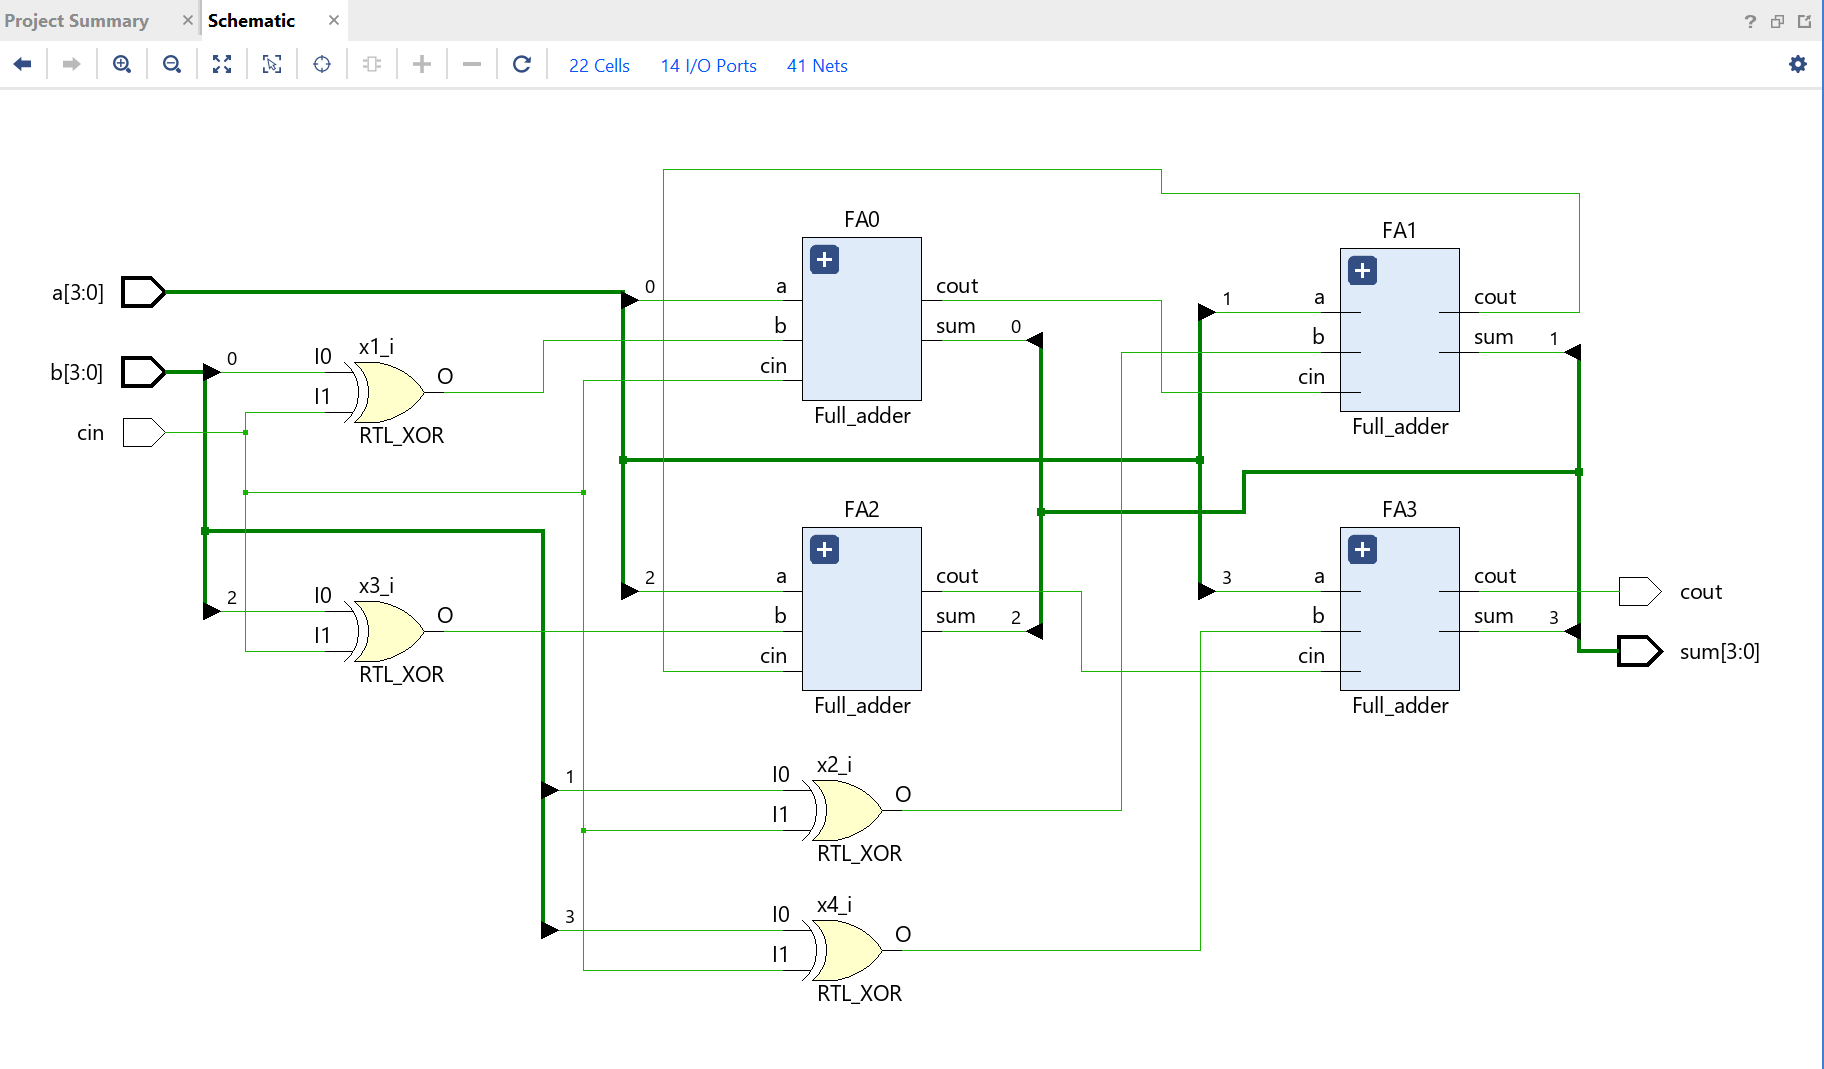 Project Summary × Schematic ×
?
22 Cells 14 I/O Ports 41 Nets
FA0
a cout
b sum
cin
Full_adder
0
0
FA1
a cout
b sum
cin
Full_adder
1
1
a[3:0]
b[3:0]
cin
0
x1_i
I0
I1
O
RTL_XOR
2
x3_i
I0
I1
O
RTL_XOR
FA2
a cout
b sum
cin
Full_adder
2
2
FA3
a cout
b sum
cin
Full_adder
3
3
cout
sum[3:0]
1
x2_i
I0
I1
O
RTL_XOR
3
x4_i
I0
I1
O
RTL_XOR